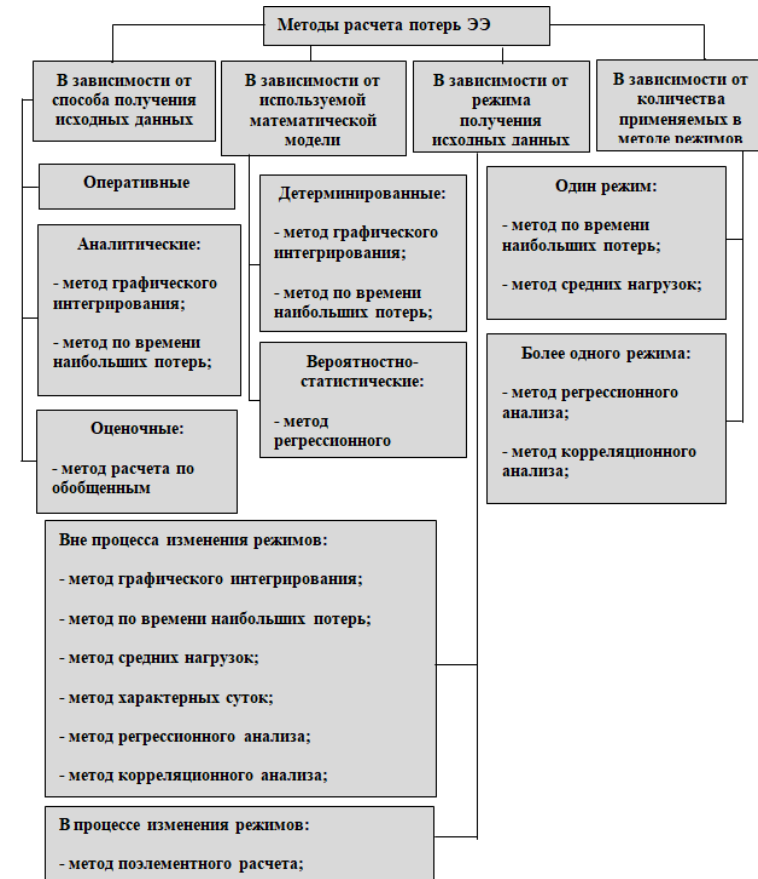 Методы расчета потерь ЭЭ
В зависимости от
способа получения
исходных данных
В зависимости от
используемой
математической
модели
В зависимости от
режима
получения
исходных данных
В зависимости от
количества
применяемых в
методе режимов
Оперативные
Аналитические:
- метод графического
интегрирования;
- метод по времени
наибольших потерь;
Оценочные:
- метод расчета по
обобщенным
Детерминированные:
- метод графического
интегрирования;
- метод по времени
наибольших потерь;
Вероятностно-
статистические:
- метод
регрессионного
Один режим:
- метод по времени
наибольших потерь;
- метод средних нагрузок;
Более одного режима:
- метод регрессионного
анализа;
- метод корреляционного
анализа;
Вне процесса изменения режимов:
- метод графического интегрирования;
- метод по времени наибольших потерь;
- метод средних нагрузок;
- метод характерных суток;
- метод регрессионного анализа;
- метод корреляционного анализа;
В процессе изменения режимов:
- метод поэлементного расчета;